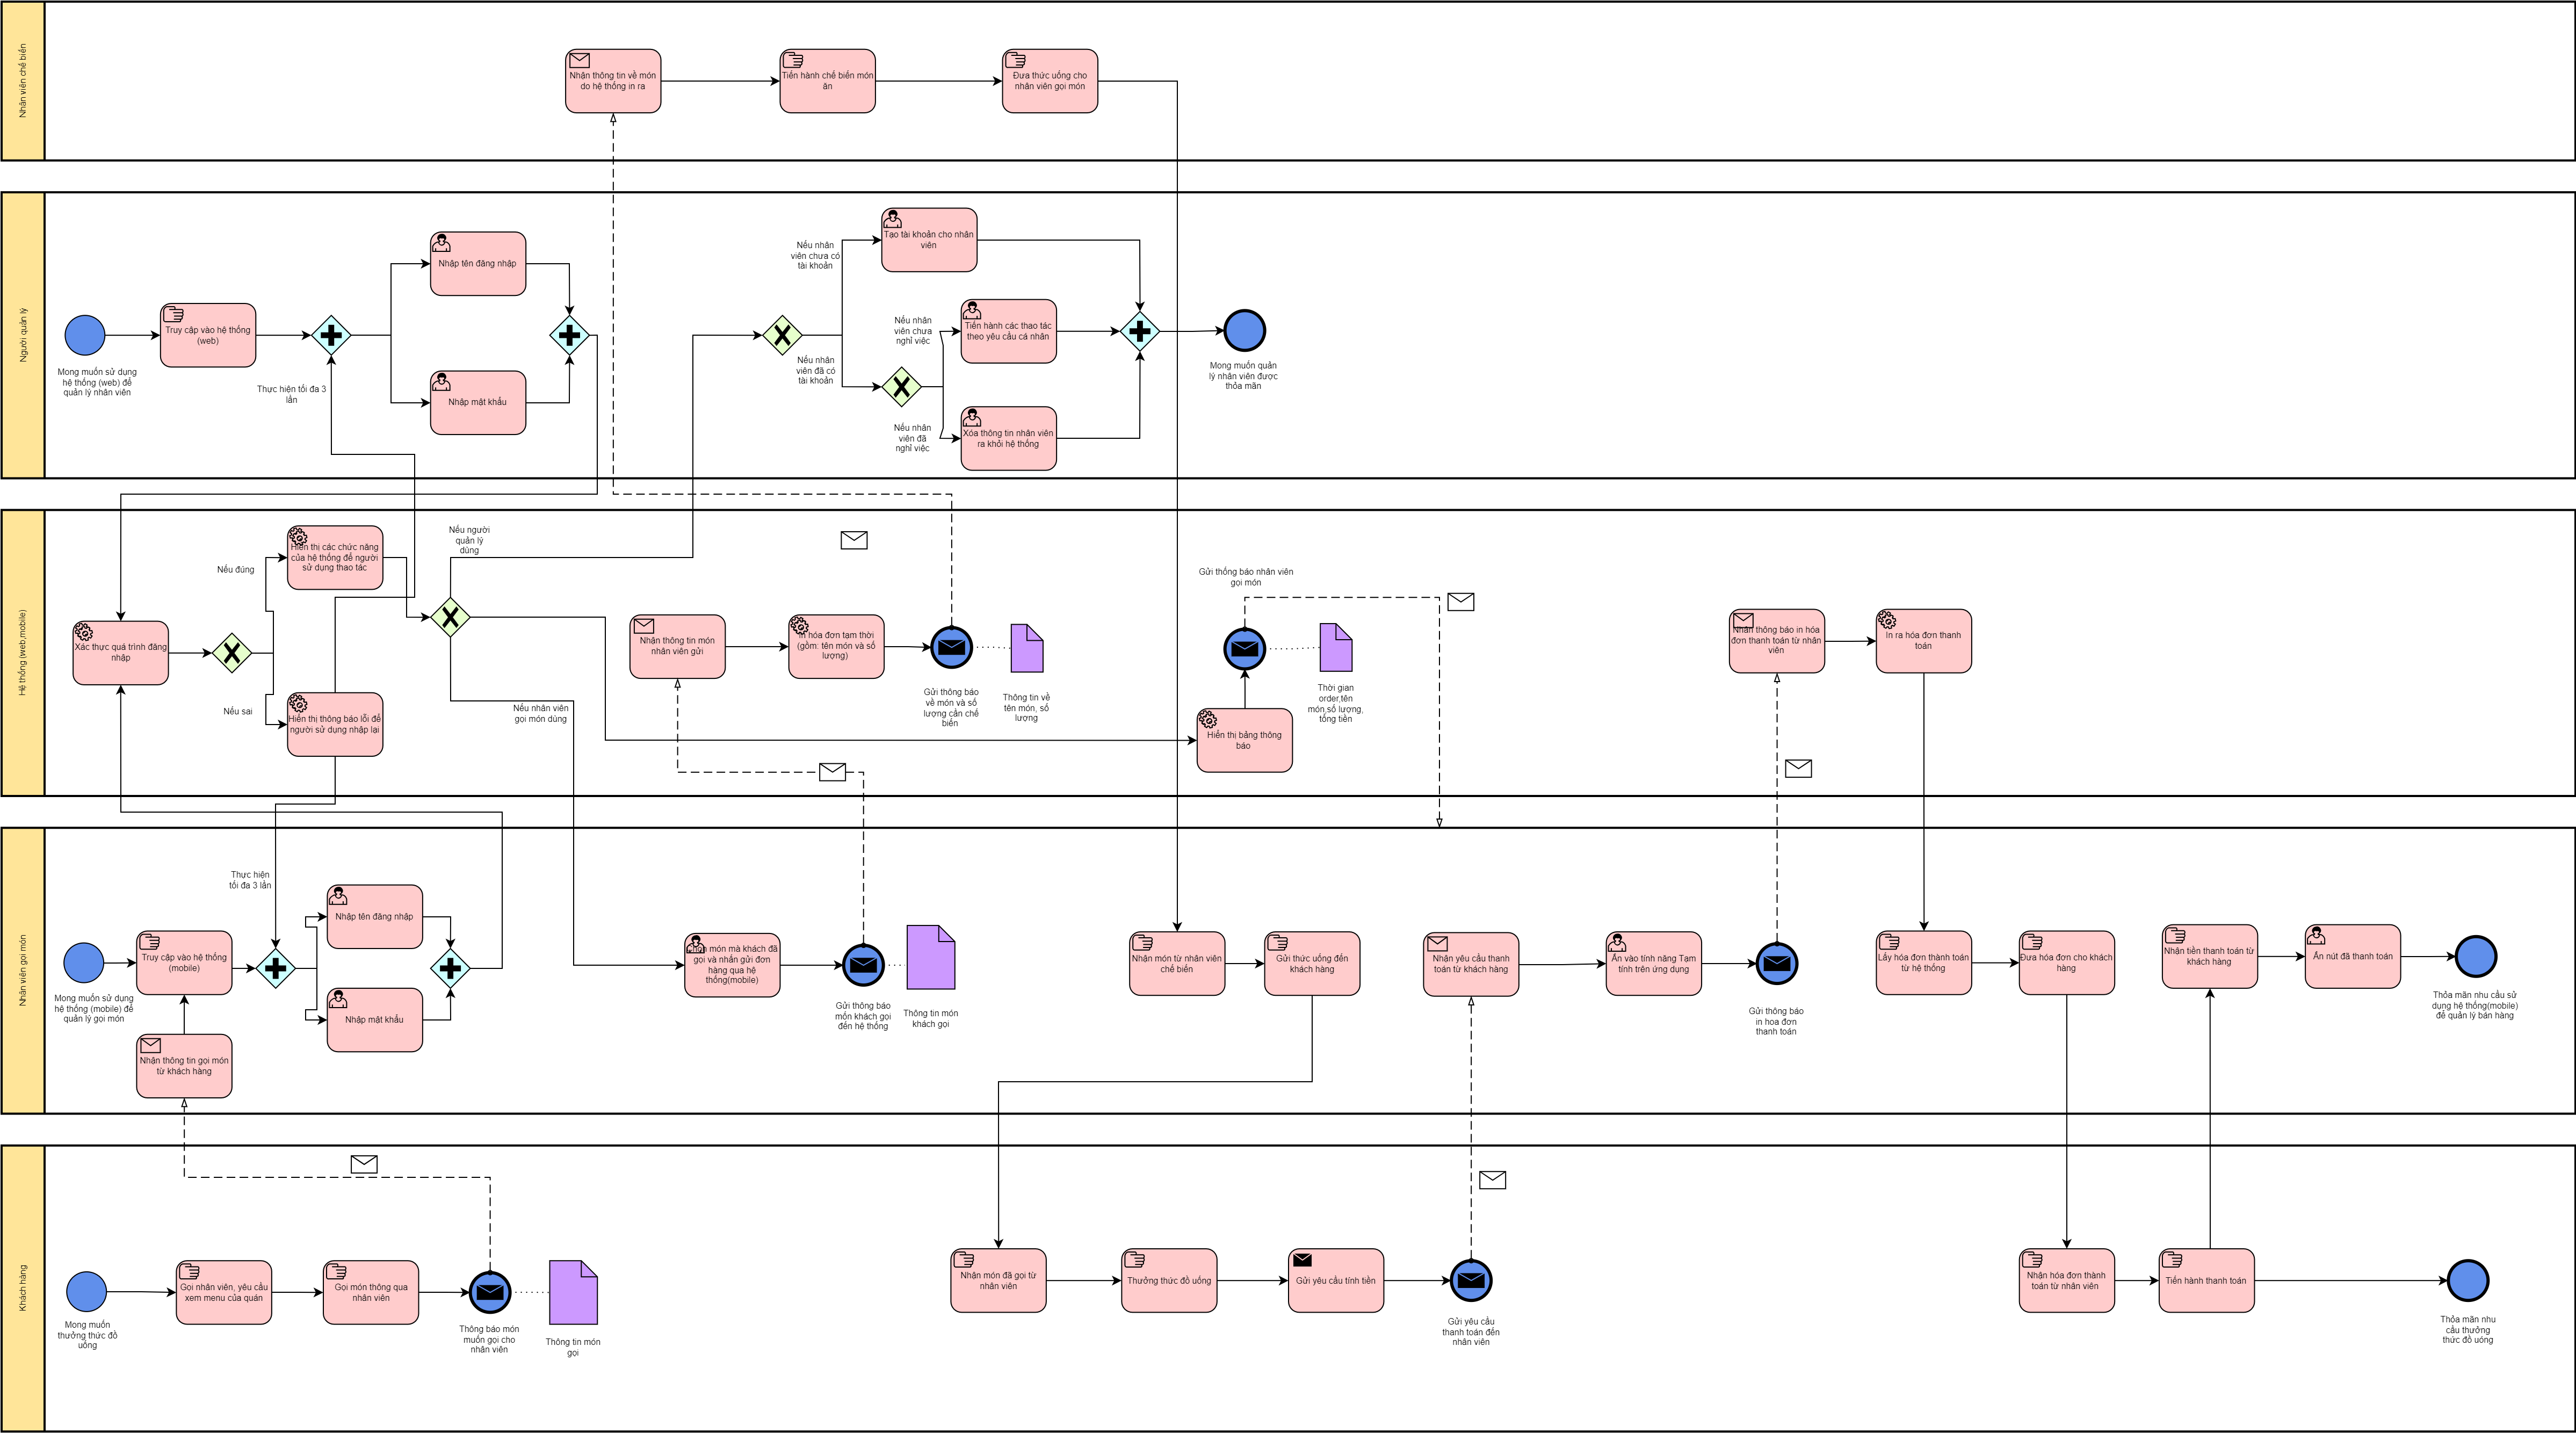 Nhân viên chế biến
Nhận thông tin về món
do hệ thống in ra
Tiến hành chế biến món
ăn
Đưa thức uống cho
nhân viên gọi món
Người quản lý
Mong muốn sử dụng
hệ thống (web) để
quản lý nhân viên
Truy cập vào hệ thống
(web)
Thực hiện tối đa 3
lần
Nhập tên đăng nhập
Nhập mật khẩu
Nếu nhân
viên chưa có
tài khoản
Nếu nhân
viên đã có
tài khoản
Tạo tài khoản cho nhân
viên
Nếu nhân
viên chưa
nghỉ việc
Nếu nhân
viên đã
nghỉ việc
Tiến hành các thao tác
theo yêu cầu cá nhân
Xóa thông tin nhân viên
ra khỏi hệ thống
Mong muốn quản
lý nhân viên được
thỏa mãn
Hệ thống (web,mobile)
Xác thực quá trình đăng
nhập
Nếu đúng
Nếu sai
Hiển thị các chức năng
của hệ thống để người
sử dụng thao tác
Hiển thị thông báo lỗi để
người sử dụng nhập lại
Nếu người
quản lý
dùng
Nếu nhân viên
gọi món dùng
Nhận thông tin món
nhân viên gửi
In hóa đơn tạm thời
(gồm: tên món và số
lượng)
Gửi thông báo
về món và số
lượng cần chế
biến
Thông tin về
tên món, số
lượng
Gửi thống báo nhân viên
gọi món
Thời gian
order,tên
món,số lượng,
tổng tiền
Hiển thị bảng thông
báo
Nhận thông báo in hóa
đơn thanh toán từ nhân
viên
In ra hóa đơn thanh
toán
Nhân viên gọi món
Mong muốn sử dụng
hệ thống (mobile) để
quản lý gọi món
Truy cập vào hệ thống
(mobile)
Nhận thông tin gọi món
từ khách hàng
Thực hiện
tối đa 3 lần
Nhập tên đăng nhập
Nhập mật khẩu
Chọn món mà khách đã
gọi và nhấn gửi đơn
hàng qua hệ
thống(mobile)
Gửi thông báo
mốn khách gọi
đến hệ thống
Thông tin món
khách gọi
Nhận món từ nhân viên
chế biến
Gửi thức uống đến
khách hàng
Nhận yêu cầu thanh
toán từ khách hàng
Ấn vào tính năng Tạm
tính trên ứng dụng
Gửi thông báo
in hoa đơn
thanh toán
Lấy hóa đơn thành toán
từ hệ thống
Đưa hóa đơn cho khách
hàng
Nhận tiền thanh toán từ
khách hàng
Ấn nút đã thanh toán
Thỏa mãn nhu cầu sử
dụng hệ thống(mobile)
để quản lý bán hàng
Khách hàng
Mong muốn
thưởng thức đồ
uống
Gọi nhân viên, yêu cầu
xem menu của quán
Gọi món thông qua
nhân viên
Thông báo món
muốn gọi cho
nhân viên
Thông tin món
gọi
Nhận món đã gọi từ
nhân viên
Thưởng thức đồ uống
Gửi yêu cầu tính tiền
Gửi yêu cầu
thanh toán đến
nhân viên
Nhận hóa đơn thành
toán từ nhân viên
Tiến hành thanh toán
Thỏa mãn nhu
cầu thưởng
thức đồ uống